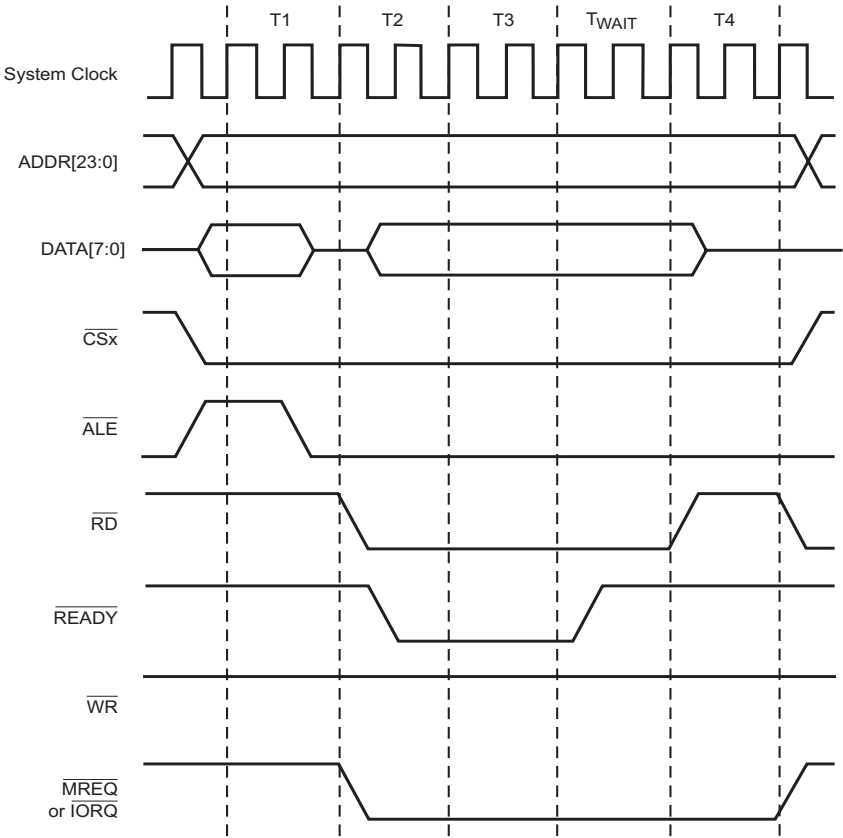 T1 T2 T3 TWAIT T4
System Clock
ADDR[23:0]
DATA[7:0]
CSx
ALE
RD
READY
WR
MREQ
or IORQ